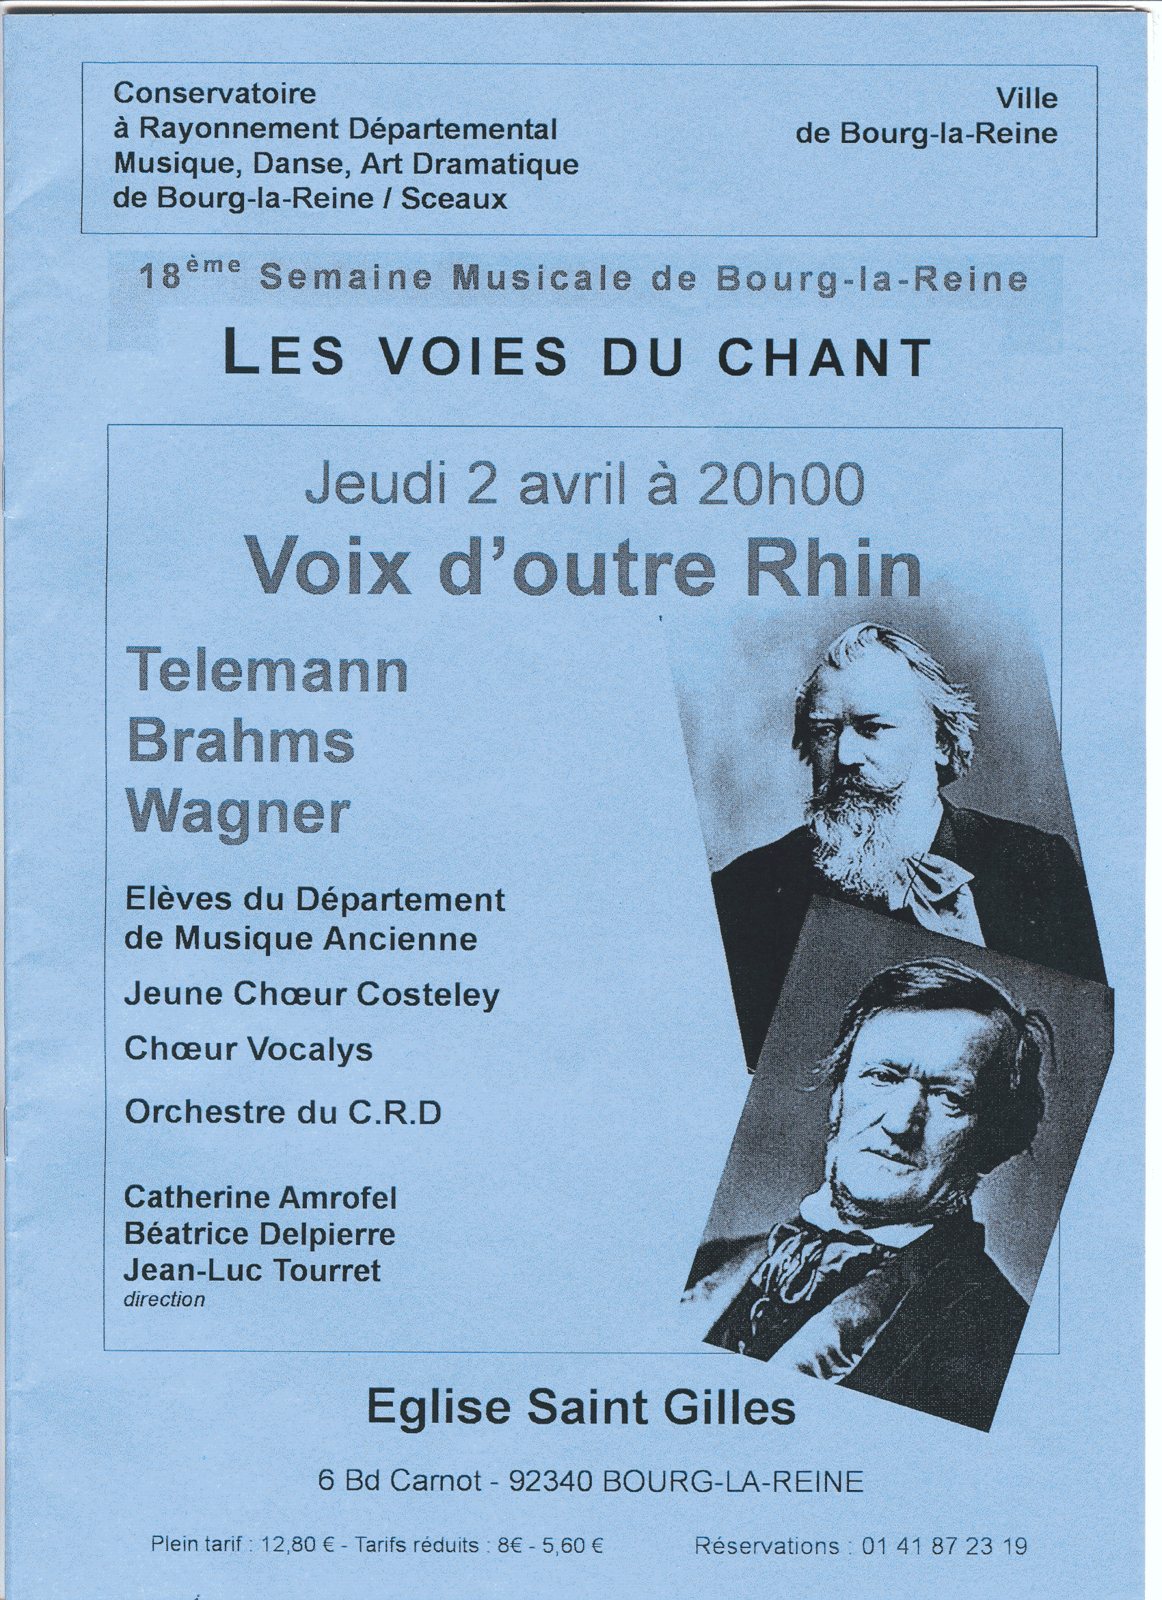 Conservatoire
à Rayonnement Départemental
Musique, Danse, Art Dramatique
de Bourg-la-Reine / Sceaux
Ville
de Bourg-la-Reine
18ème Semaine Musicale de Bourg-la-Reine
LES VOIES DU CHANT
Jeudi 2 avril à 20h00
Voix d'outre Rhin
Telemann
Brahms
Wagner
Elèves du Département
de Musique Ancienne
Jeune Chœur Costeley
Chœur Vocalys
Orchestre du C.R.D
Catherine Amrofel
Béatrice Delpierre
Jean-Luc Tourret
direction
Eglise Saint Gilles
6 Bd Carnot - 92340 BOURG-LA-REINE
Plein tarif : 12,80 € - Tarifs réduits : 8€ - 5,60 €
Réservations : 01 41 87 23 19